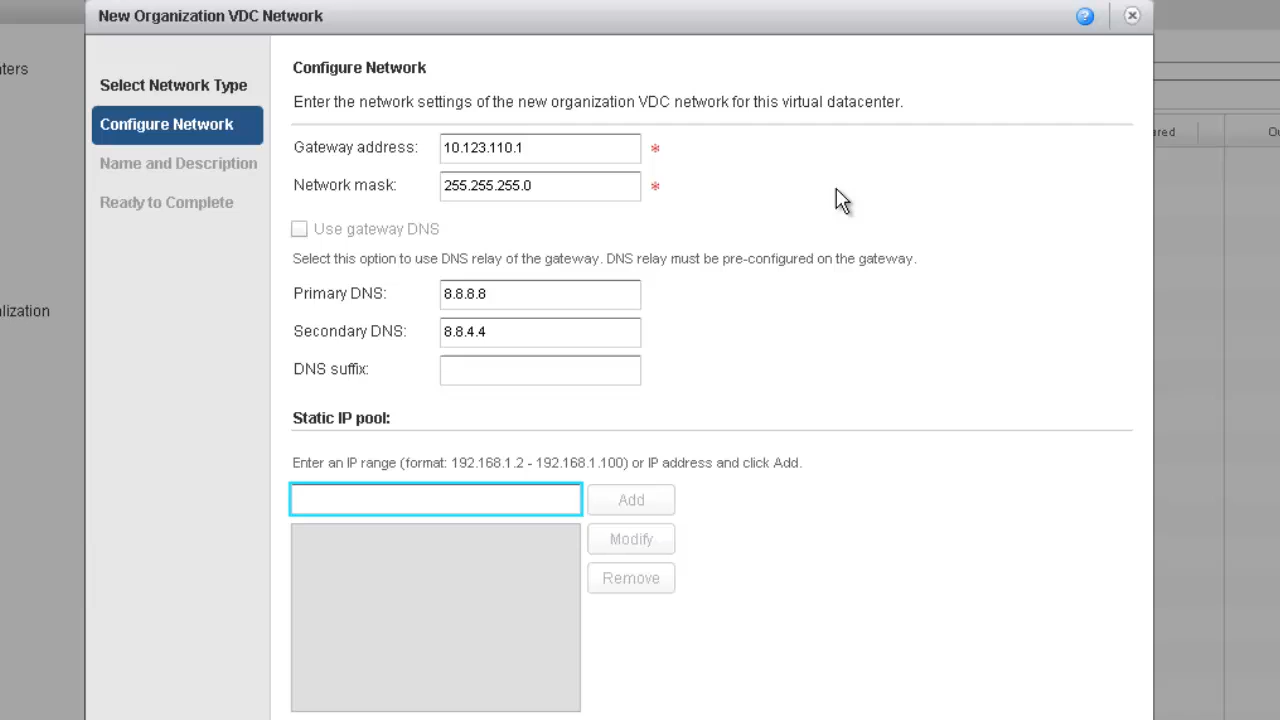 New Organization VDC Network
Select Network Type
Configure Network
Name and Description
Ready to Complete
Configure Network
Enter the network settings of the new organization VDC network for this virtual datacenter.
Gateway address: 10.123.110.1 *
Network mask: 255.255.255.0 *
Use gateway DNS
Select this option to use DNS relay of the gateway. DNS relay must be pre-configured on the gateway.
Primary DNS: 8.8.8.8
Secondary DNS: 8.8.4.4
DNS suffix:
Static IP pool:
Enter an IP range (format: 192.168.1.2 - 192.168.1.100) or IP address and click Add.
Add
Modify
Remove